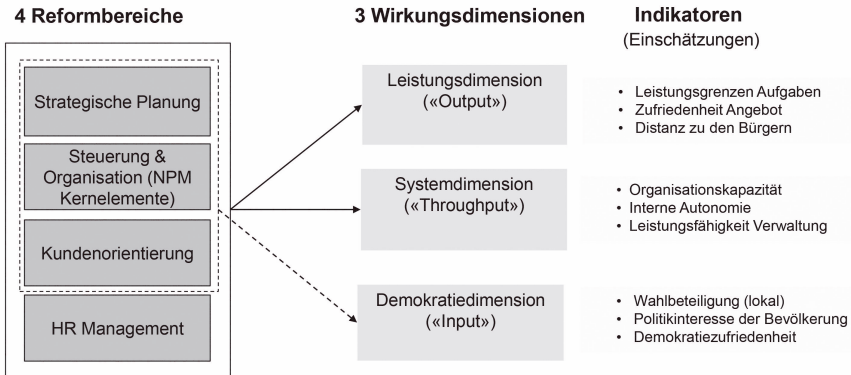 4 Reformbereiche
Strategische Planung
Steuerung &
Organisation (NPM
Kernelemente)
Kundenorientierung
HR Management
3 Wirkungsdimensionen
Leistungsdimension
(«Output»)
Systemdimension
(«Throughput»)
Demokratiedimension
(«Input»)
Indikatoren
(Einschätzungen)
• Leistungsgrenzen Aufgaben
• Zufriedenheit Angebot
• Distanz zu den Bürgern
• Organisationskapazität
• Interne Autonomie
• Leistungsfähigkeit Verwaltung
• Wahlbeteiligung (lokal)
• Politikinteresse der Bevölkerung
• Demokratiezufriedenheit